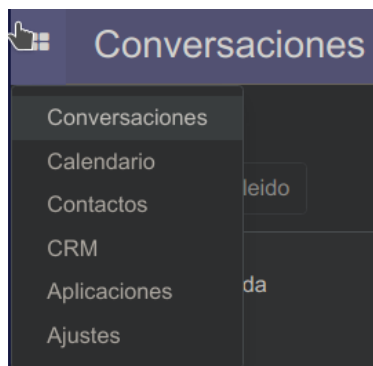 Conversaciones
Conversaciones
Calendario
Contactos
leido
CRM
Aplicaciones
da
Ajustes